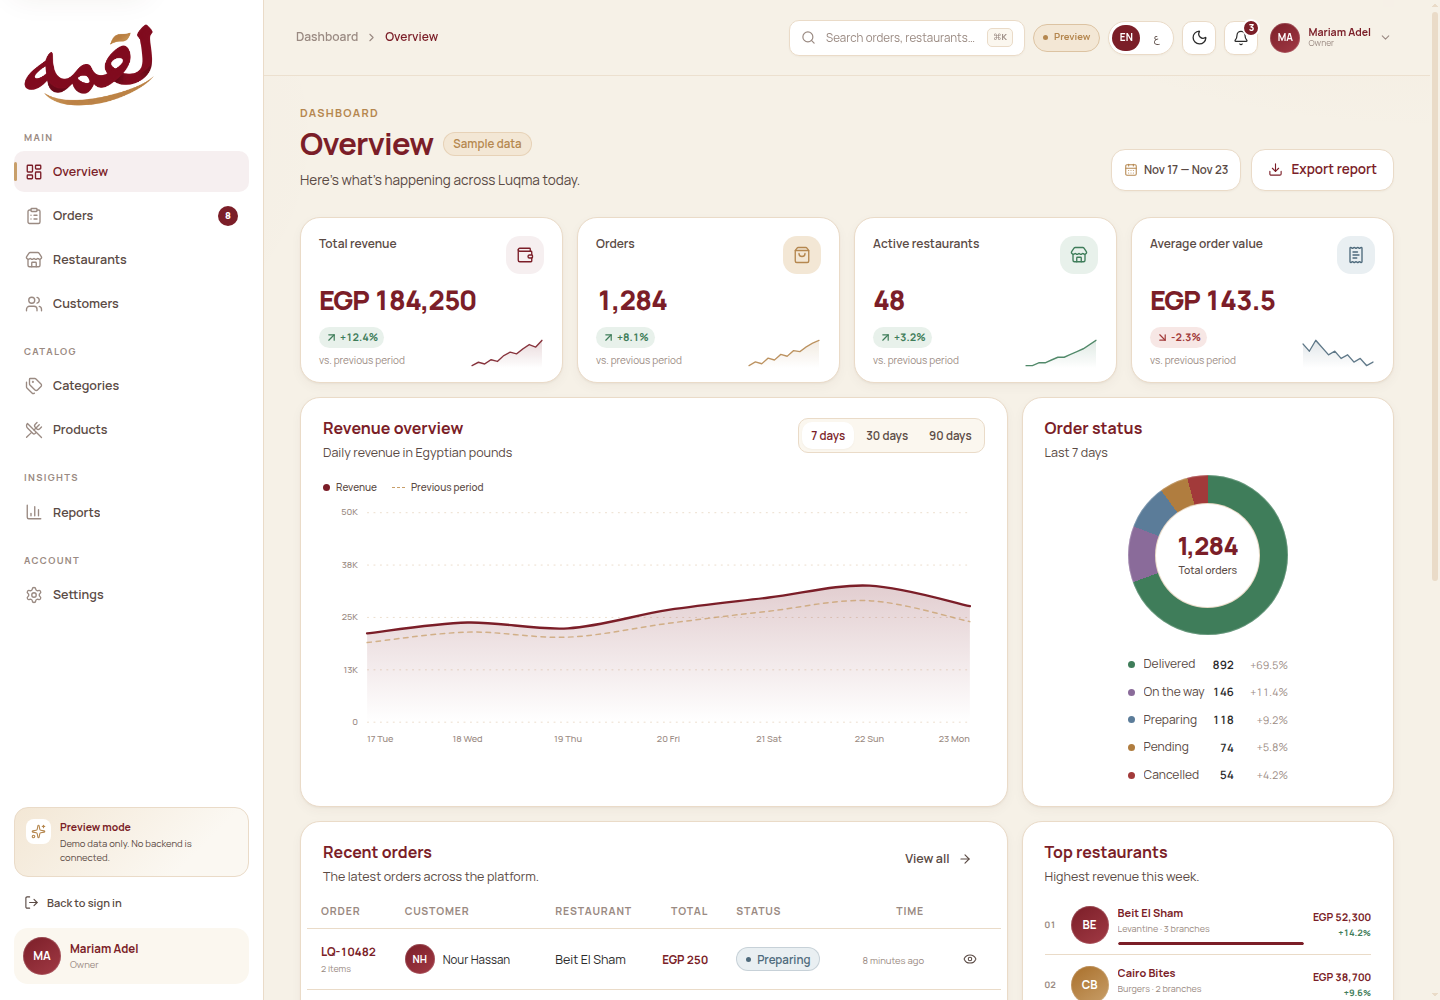 لقمه
MAIN
Overview
Orders 8
Restaurants
Customers
CATALOG
Categories
Products
INSIGHTS
Reports
ACCOUNT
Settings
Preview mode
Demo data only. No backend is
connected.
Back to sign in
MA Mariam Adel
Owner
Dashboard > Overview
Search orders, restaurants... ⌘K
Preview
EN ع
3
MA Mariam Adel
Owner
DASHBOARD
Overview Sample data
Here's what's happening across Luqma today.
Nov 17 — Nov 23
Export report
Total revenue
EGP 184,250
+12.4%
vs. previous period
Orders
1,284
+8.1%
vs. previous period
Active restaurants
48
+3.2%
vs. previous period
Average order value
EGP 143.5
-2.3%
vs. previous period
Revenue overview
Daily revenue in Egyptian pounds
7 days 30 days 90 days
Revenue Previous period
50K
38K
25K
13K
0
17 Tue 18 Wed 19 Thu 20 Fri 21 Sat 22 Sun 23 Mon
Order status
Last 7 days
1,284
Total orders
Delivered 892 +69.5%
On the way 146 +11.4%
Preparing 118 +9.2%
Pending 74 +5.8%
Cancelled 54 +4.2%
Recent orders
The latest orders across the platform.
View all
ORDER CUSTOMER RESTAURANT TOTAL STATUS TIME
LQ-10482 NH Nour Hassan Beit El Sham EGP 250 Preparing 8 minutes ago
2 items
Top restaurants
Highest revenue this week.
01 BE Beit El Sham EGP 52,300
Levantine · 3 branches +14.2%
02 CB Cairo Bites EGP 38,700
Burgers · 2 branches +9.6%